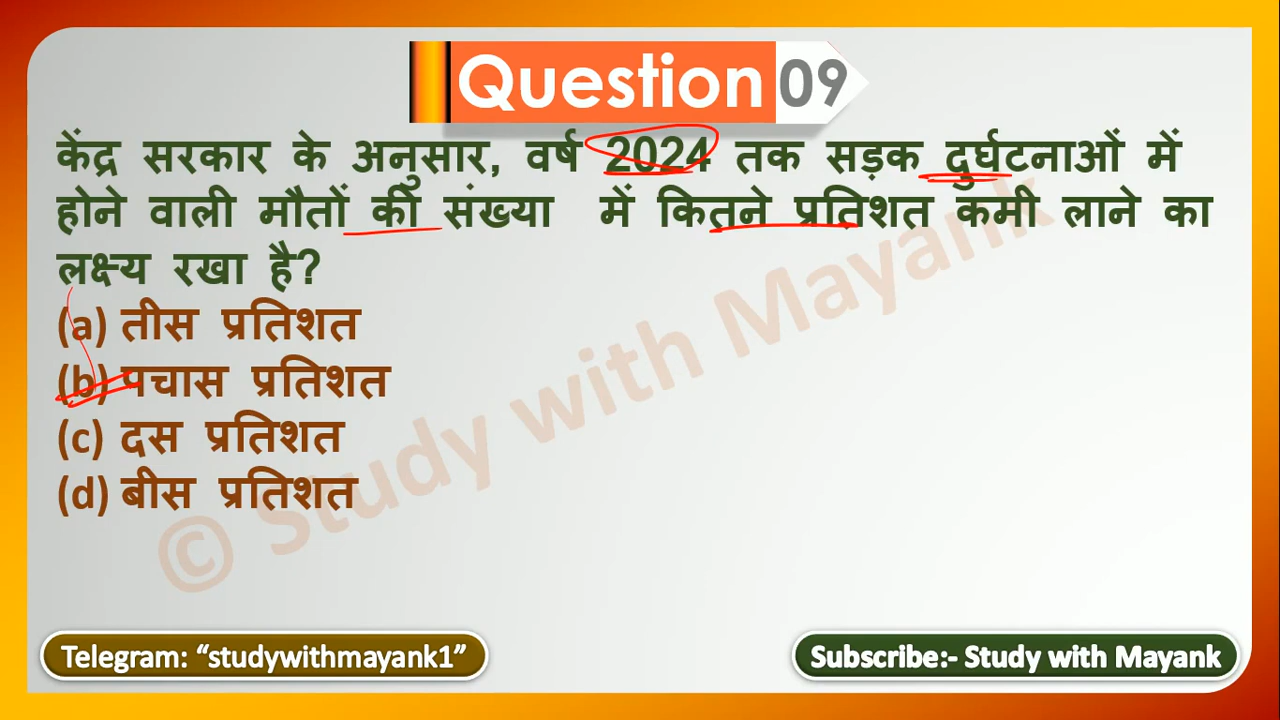 Question 09
केंद्र सरकार के अनुसार, वर्ष 2024 तक सड़क दुर्घटनाओं में
होने वाली मौतों की संख्या में कितने प्रतिशत कमी लाने का
लक्ष्य रखा है?
(a) तीस प्रतिशत
(b) पचास प्रतिशत
(c) दस प्रतिशत
(d) बीस प्रतिशत
© Study with Mayank
Telegram: “studywithmayank1”
Subscribe:- Study with Mayank